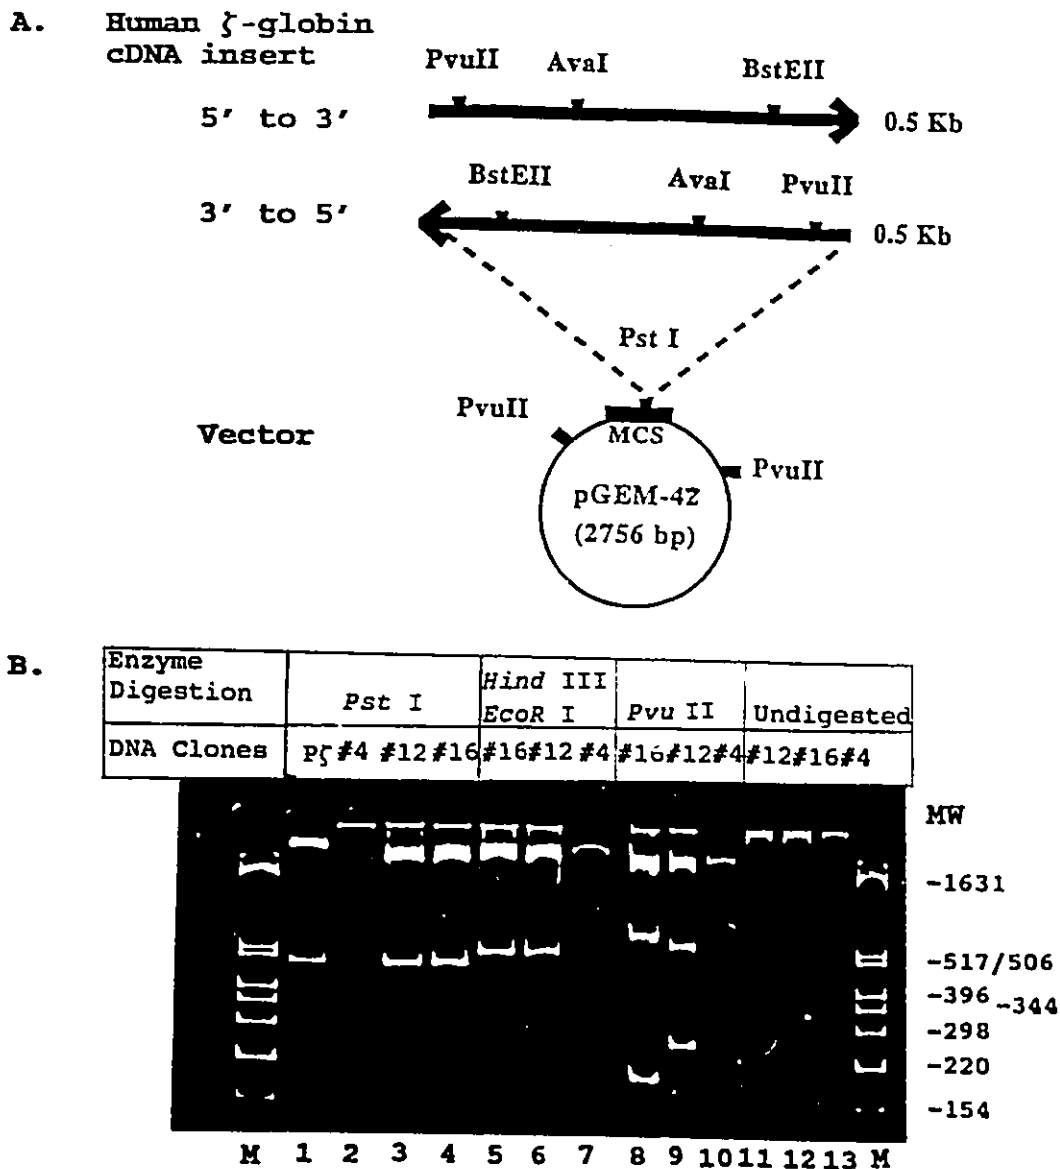 A. Human ζ-globin
cDNA insert
PvuII AvaI BstEII
5' to 3' 0.5 Kb
BstEII AvaI PvuII
3' to 5' 0.5 Kb
Pst I
PvuII
Vector MCS
PvuII
pGEM-4Z
(2756 bp)
B. Enzyme Digestion Pst I Hind III EcoR I Pvu II Undigested
DNA Clones Pζ #4 #12 #16 #16 #12 #4 #16 #12 #4 #12 #16 #4
MW
-1631
-517/506
-396 -344
-298
-220
-154
M 1 2 3 4 5 6 7 8 9 10 11 12 13 M